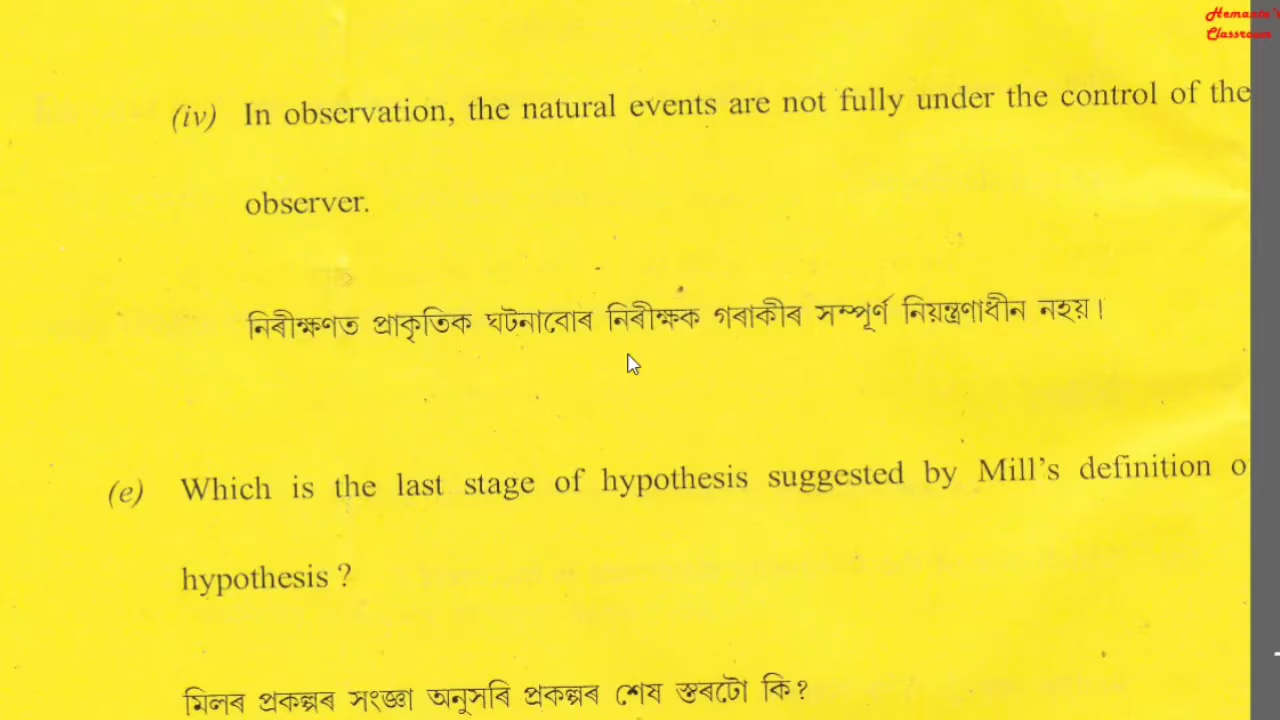 Hemanta's
Classroom
(iv) In observation, the natural events are not fully under the control of the
observer.
নিৰীক্ষণত প্ৰাকৃতিক ঘটনাবোৰ নিৰীক্ষক গৰাকীৰ সম্পূৰ্ণ নিয়ন্ত্ৰণাধীন নহয়।
(e) Which is the last stage of hypothesis suggested by Mill's definition o
hypothesis ?
মিলৰ প্ৰকল্পৰ সংজ্ঞা অনুসৰি প্ৰকল্পৰ শেষ স্তৰটো কি?